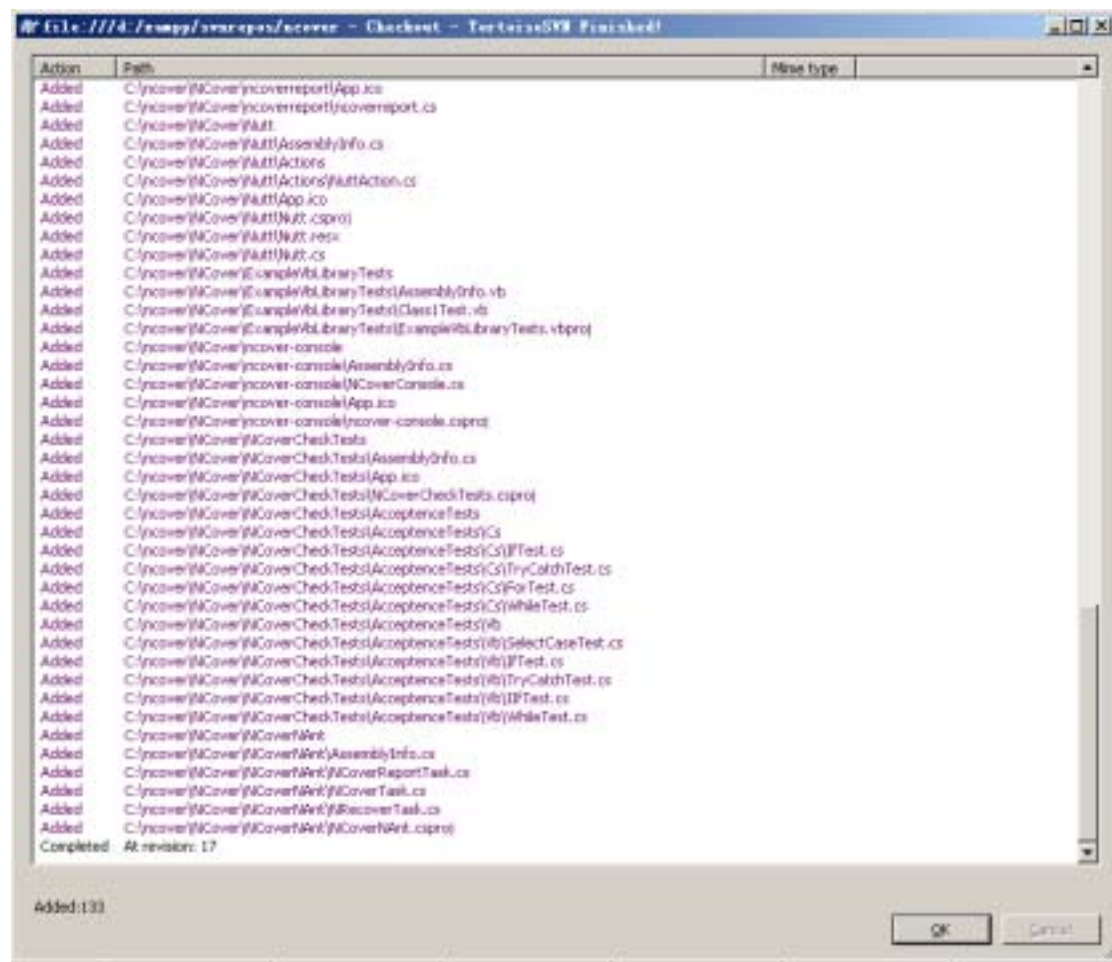 file:///d:/xampp/svnrepos/ncover - Checkout - TortoiseSVN Finished!
Action Path Mime type
Added C:\ncover\NCover\ncoverreport\App.ico
Added C:\ncover\NCover\ncoverreport\ncoverreport.cs
Added C:\ncover\NCover\Nutt
Added C:\ncover\NCover\Nutt\AssemblyInfo.cs
Added C:\ncover\NCover\Nutt\Actions
Added C:\ncover\NCover\Nutt\Actions\NuttAction.cs
Added C:\ncover\NCover\Nutt\App.ico
Added C:\ncover\NCover\Nutt\Nutt.csproj
Added C:\ncover\NCover\Nutt\Nutt.resx
Added C:\ncover\NCover\Nutt\Nutt.cs
Added C:\ncover\NCover\ExampleVbLibraryTests
Added C:\ncover\NCover\ExampleVbLibraryTests\AssemblyInfo.vb
Added C:\ncover\NCover\ExampleVbLibraryTests\Class1Test.vb
Added C:\ncover\NCover\ExampleVbLibraryTests\ExampleVbLibraryTests.vbproj
Added C:\ncover\NCover\ncover-console
Added C:\ncover\NCover\ncover-console\AssemblyInfo.cs
Added C:\ncover\NCover\ncover-console\NCoverConsole.cs
Added C:\ncover\NCover\ncover-console\App.ico
Added C:\ncover\NCover\ncover-console\ncover-console.csproj
Added C:\ncover\NCover\NCoverCheckTests
Added C:\ncover\NCover\NCoverCheckTests\AssemblyInfo.cs
Added C:\ncover\NCover\NCoverCheckTests\App.ico
Added C:\ncover\NCover\NCoverCheckTests\NCoverCheckTests.csproj
Added C:\ncover\NCover\NCoverCheckTests\AcceptenceTests
Added C:\ncover\NCover\NCoverCheckTests\AcceptenceTests\Cs
Added C:\ncover\NCover\NCoverCheckTests\AcceptenceTests\Cs\IfTest.cs
Added C:\ncover\NCover\NCoverCheckTests\AcceptenceTests\Cs\TryCatchTest.cs
Added C:\ncover\NCover\NCoverCheckTests\AcceptenceTests\Cs\ForTest.cs
Added C:\ncover\NCover\NCoverCheckTests\AcceptenceTests\Cs\WhileTest.cs
Added C:\ncover\NCover\NCoverCheckTests\AcceptenceTests\Vb
Added C:\ncover\NCover\NCoverCheckTests\AcceptenceTests\Vb\SelectCaseTest.cs
Added C:\ncover\NCover\NCoverCheckTests\AcceptenceTests\Vb\IfTest.cs
Added C:\ncover\NCover\NCoverCheckTests\AcceptenceTests\Vb\TryCatchTest.cs
Added C:\ncover\NCover\NCoverCheckTests\AcceptenceTests\Vb\IIfTest.cs
Added C:\ncover\NCover\NCoverCheckTests\AcceptenceTests\Vb\WhileTest.cs
Added C:\ncover\NCover\NCoverNAnt
Added C:\ncover\NCover\NCoverNAnt\AssemblyInfo.cs
Added C:\ncover\NCover\NCoverNAnt\NCoverReportTask.cs
Added C:\ncover\NCover\NCoverNAnt\NCoverTask.cs
Added C:\ncover\NCover\NCoverNAnt\NRecoverTask.cs
Added C:\ncover\NCover\NCoverNAnt\NCoverNAnt.csproj
Completed At revision: 17
Added:133
OK Cancel